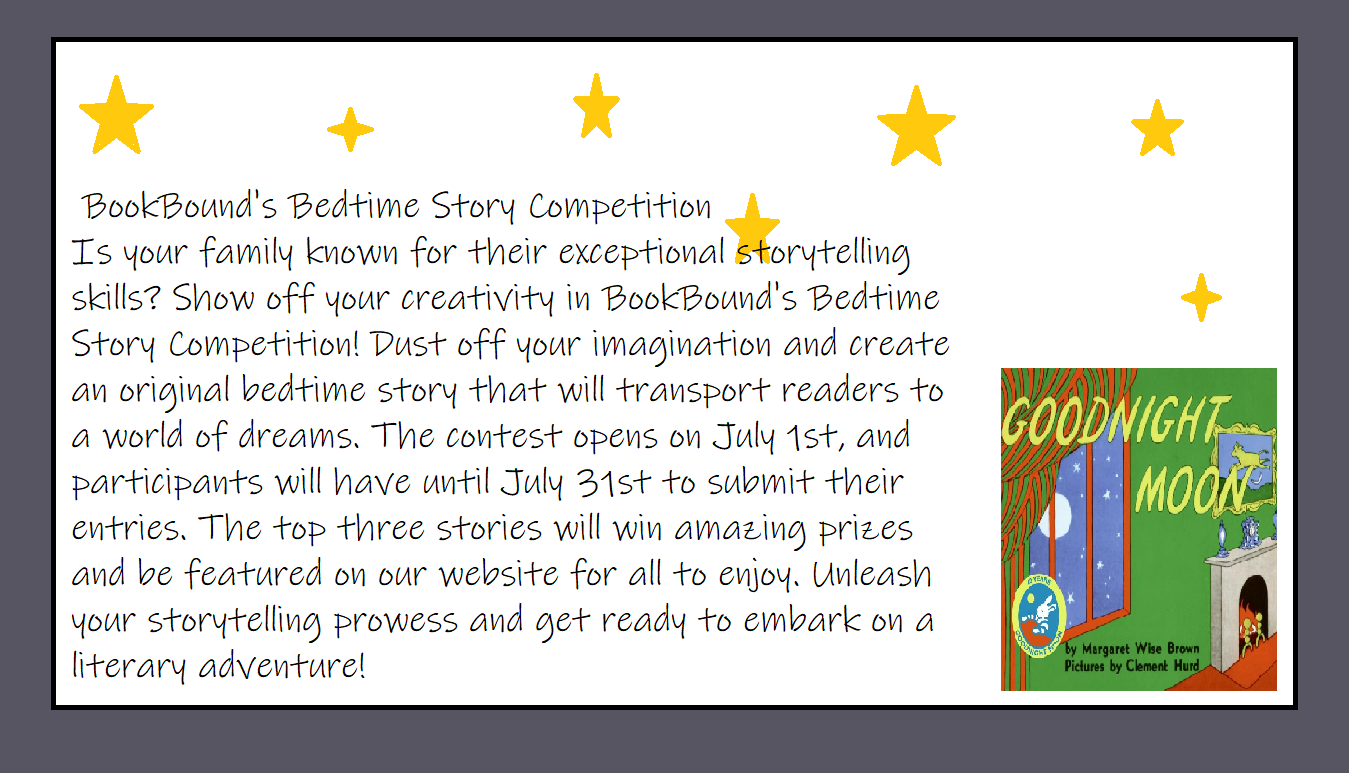 BookBound's Bedtime Story Competition
Is your family known for their exceptional storytelling
skills? Show off your creativity in BookBound's Bedtime
Story Competition! Dust off your imagination and create
an original bedtime story that will transport readers to
a world of dreams. The contest opens on July 1st, and
participants will have until July 31st to submit their
entries. The top three stories will win amazing prizes
and be featured on our website for all to enjoy. Unleash
your storytelling prowess and get ready to embark on a
literary adventure!
GOODNIGHT
MOON
YEARS
GOODNIGHT MOON
by Margaret Wise Brown
Pictures by Clement Hurd